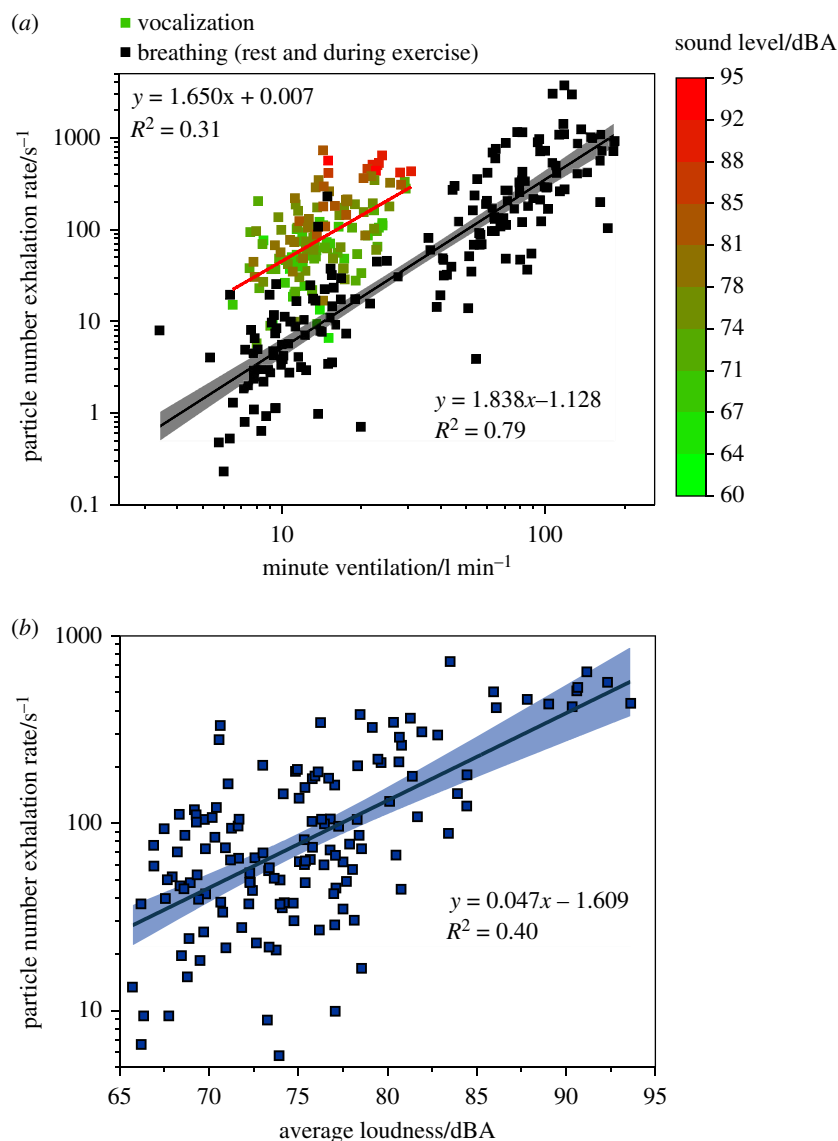 (a)
vocalization
breathing (rest and during exercise)
sound level/dBA
y = 1.650x + 0.007
R² = 0.31
y = 1.838x–1.128
R² = 0.79
particle number exhalation rate/s⁻¹
1000
100
10
1
0.1
10
100
minute ventilation/l min⁻¹
95
92
88
85
81
78
74
71
67
64
60
(b)
y = 0.047x – 1.609
R² = 0.40
particle number exhalation rate/s⁻¹
1000
100
10
65
70
75
80
85
90
95
average loudness/dBA